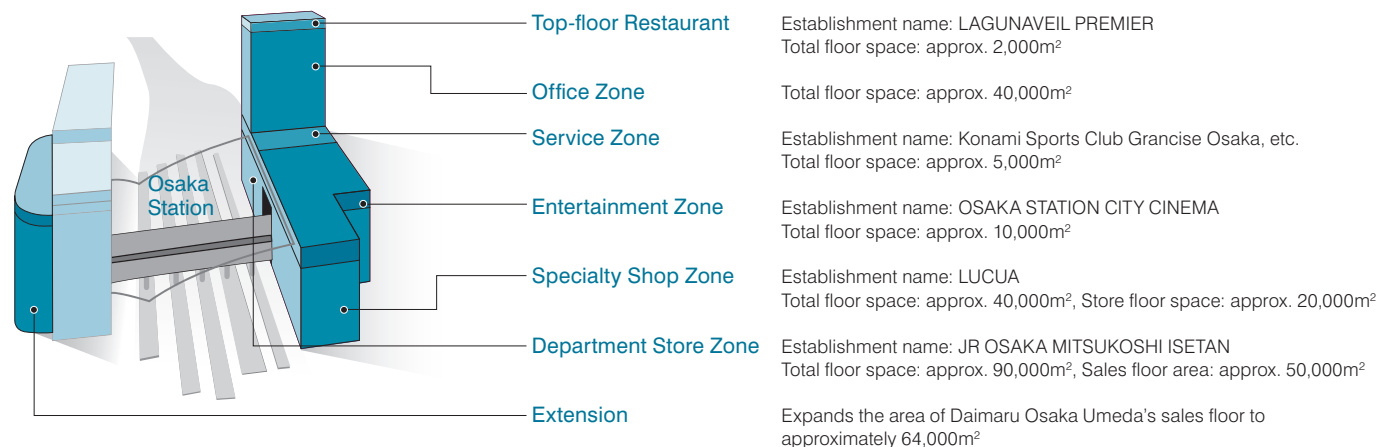 Top-floor Restaurant
Establishment name: LAGUNAVEIL PREMIER
Total floor space: approx. 2,000m²
Office Zone
Total floor space: approx. 40,000m²
Service Zone
Establishment name: Konami Sports Club Grancise Osaka, etc.
Total floor space: approx. 5,000m²
Osaka
Station
Entertainment Zone
Establishment name: OSAKA STATION CITY CINEMA
Total floor space: approx. 10,000m²
Specialty Shop Zone
Establishment name: LUCUA
Total floor space: approx. 40,000m², Store floor space: approx. 20,000m²
Department Store Zone
Establishment name: JR OSAKA MITSUKOSHI ISETAN
Total floor space: approx. 90,000m², Sales floor area: approx. 50,000m²
Extension
Expands the area of Daimaru Osaka Umeda’s sales floor to
approximately 64,000m²